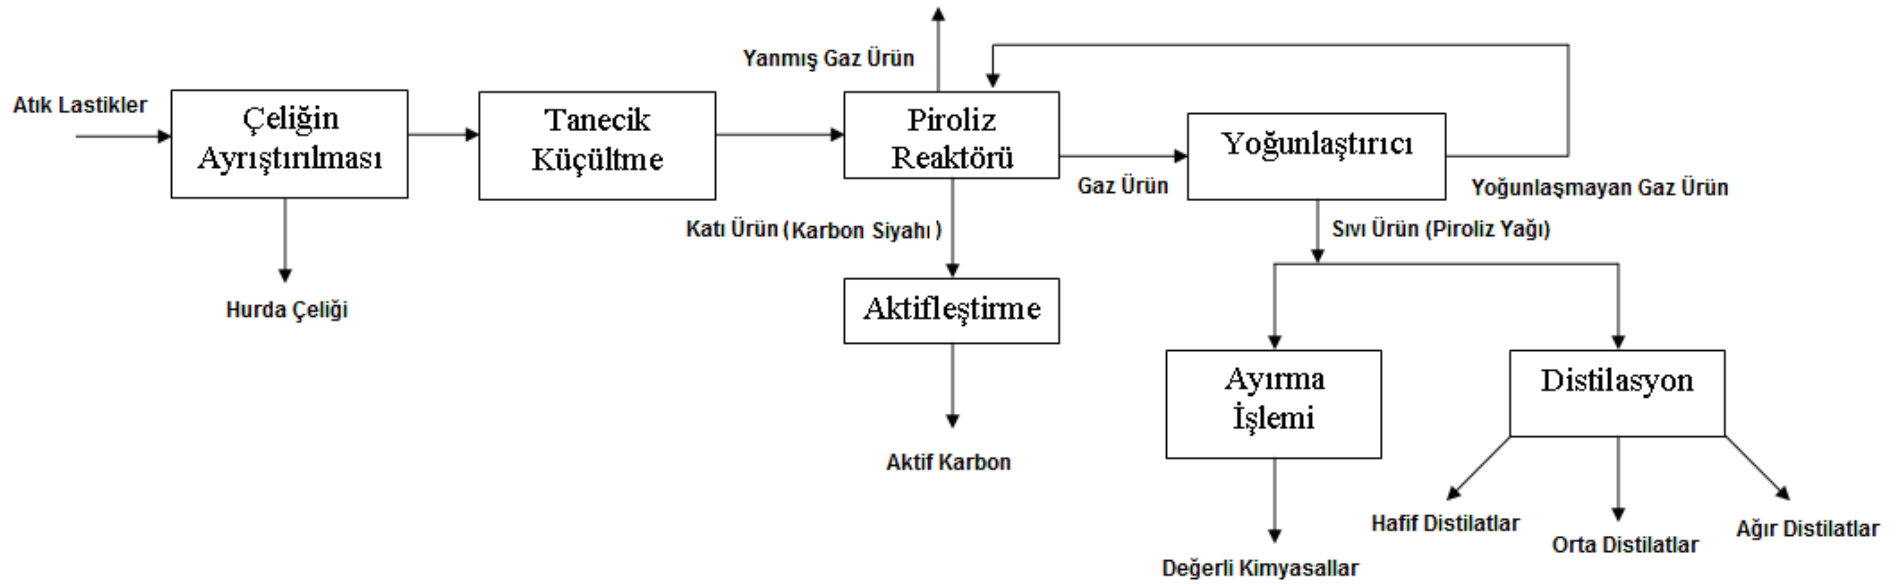 Yanmış Gaz Ürün
Atık Lastikler
Çeliğin
Ayrıştırılması
Tanecik
Küçültme
Piroliz
Reaktörü
Yoğunlaştırıcı
Gaz Ürün
Yoğunlaşmayan Gaz Ürün
Katı Ürün (Karbon Siyahı)
Sıvı Ürün (Piroliz Yağı)
Hurda Çeliği
Aktifleştirme
Ayırma
İşlemi
Distilasyon
Aktif Karbon
Hafif Distilatlar
Orta Distilatlar
Ağır Distilatlar
Değerli Kimyasallar